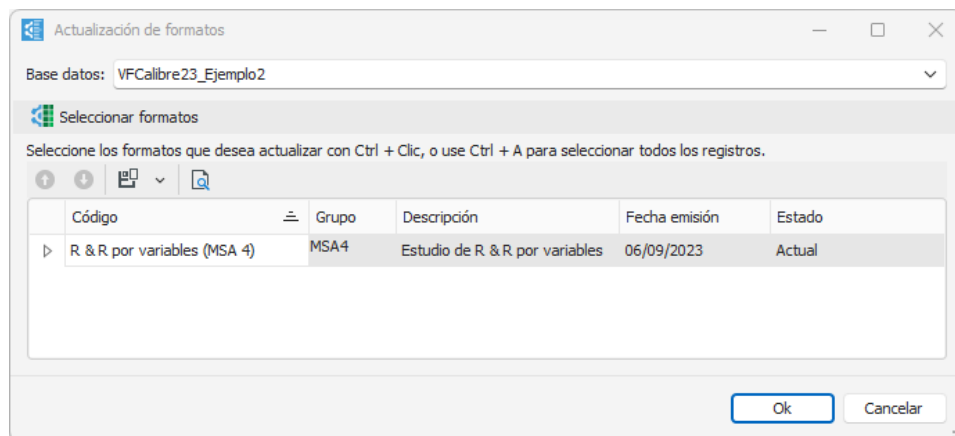 Actualización de formatos
Base datos: VFCalibre23_Ejemplo2
Seleccionar formatos
Seleccione los formatos que desea actualizar con Ctrl + Clic, o use Ctrl + A para seleccionar todos los registros.
Código Grupo Descripción Fecha emisión Estado
R & R por variables (MSA 4) MSA4 Estudio de R & R por variables 06/09/2023 Actual
Ok Cancelar